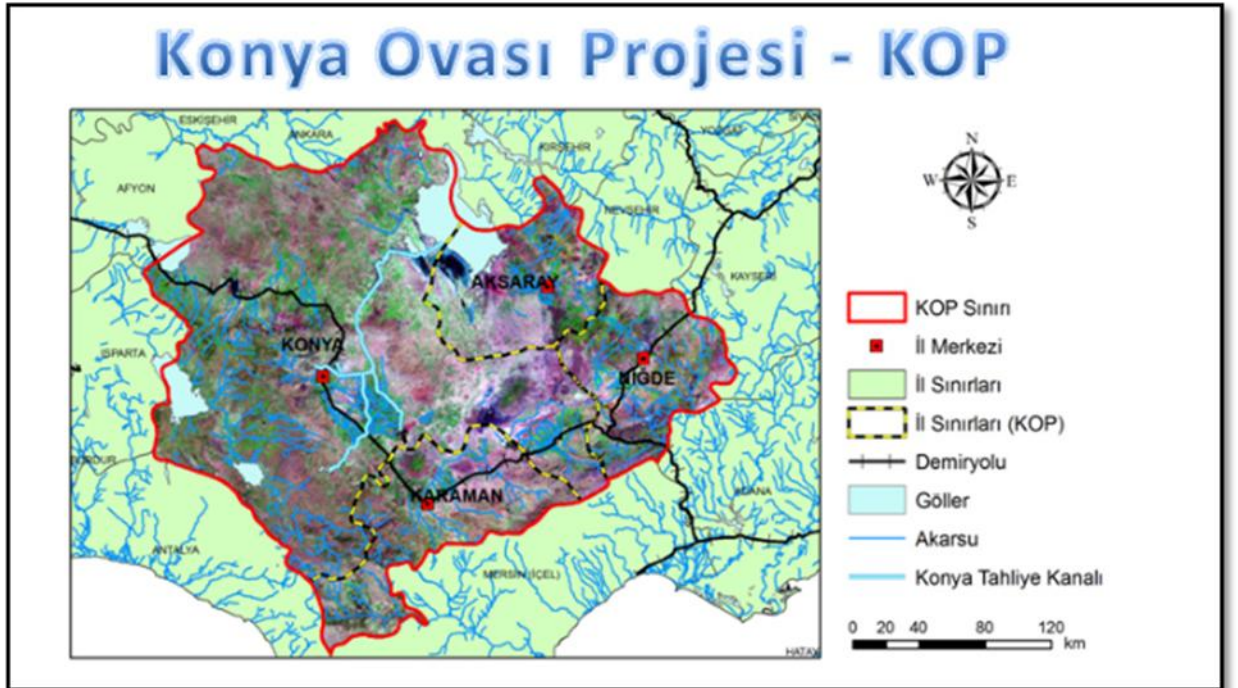 Konya Ovası Projesi - KOP
ESKİŞEHİR
ANKARA
KIRŞEHİR
YOZGAT
SİVAS
AFYON
NEVŞEHİR
N
W
E
S
KAYSERİ
AKSARAY
KOP Sınırı
İl Merkezi
ISPARTA
KONYA
NİĞDE
İl Sınırları
İl Sınırları (KOP)
BURDUR
Demiryolu
KARAMAN
ADANA
Göller
ANTALYA
Akarsu
MERSİN (İÇEL)
Konya Tahliye Kanalı
0 20 40 80 120
km
HATAY